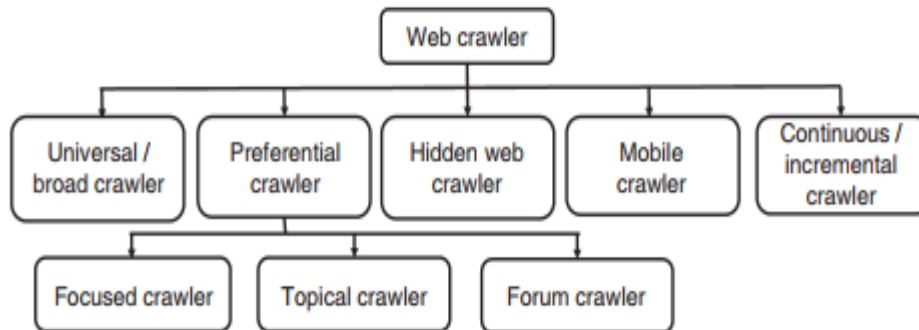 Web crawler
Universal /
broad crawler
Preferential
crawler
Hidden web
crawler
Mobile
crawler
Continuous /
incremental
crawler
Focused crawler
Topical crawler
Forum crawler